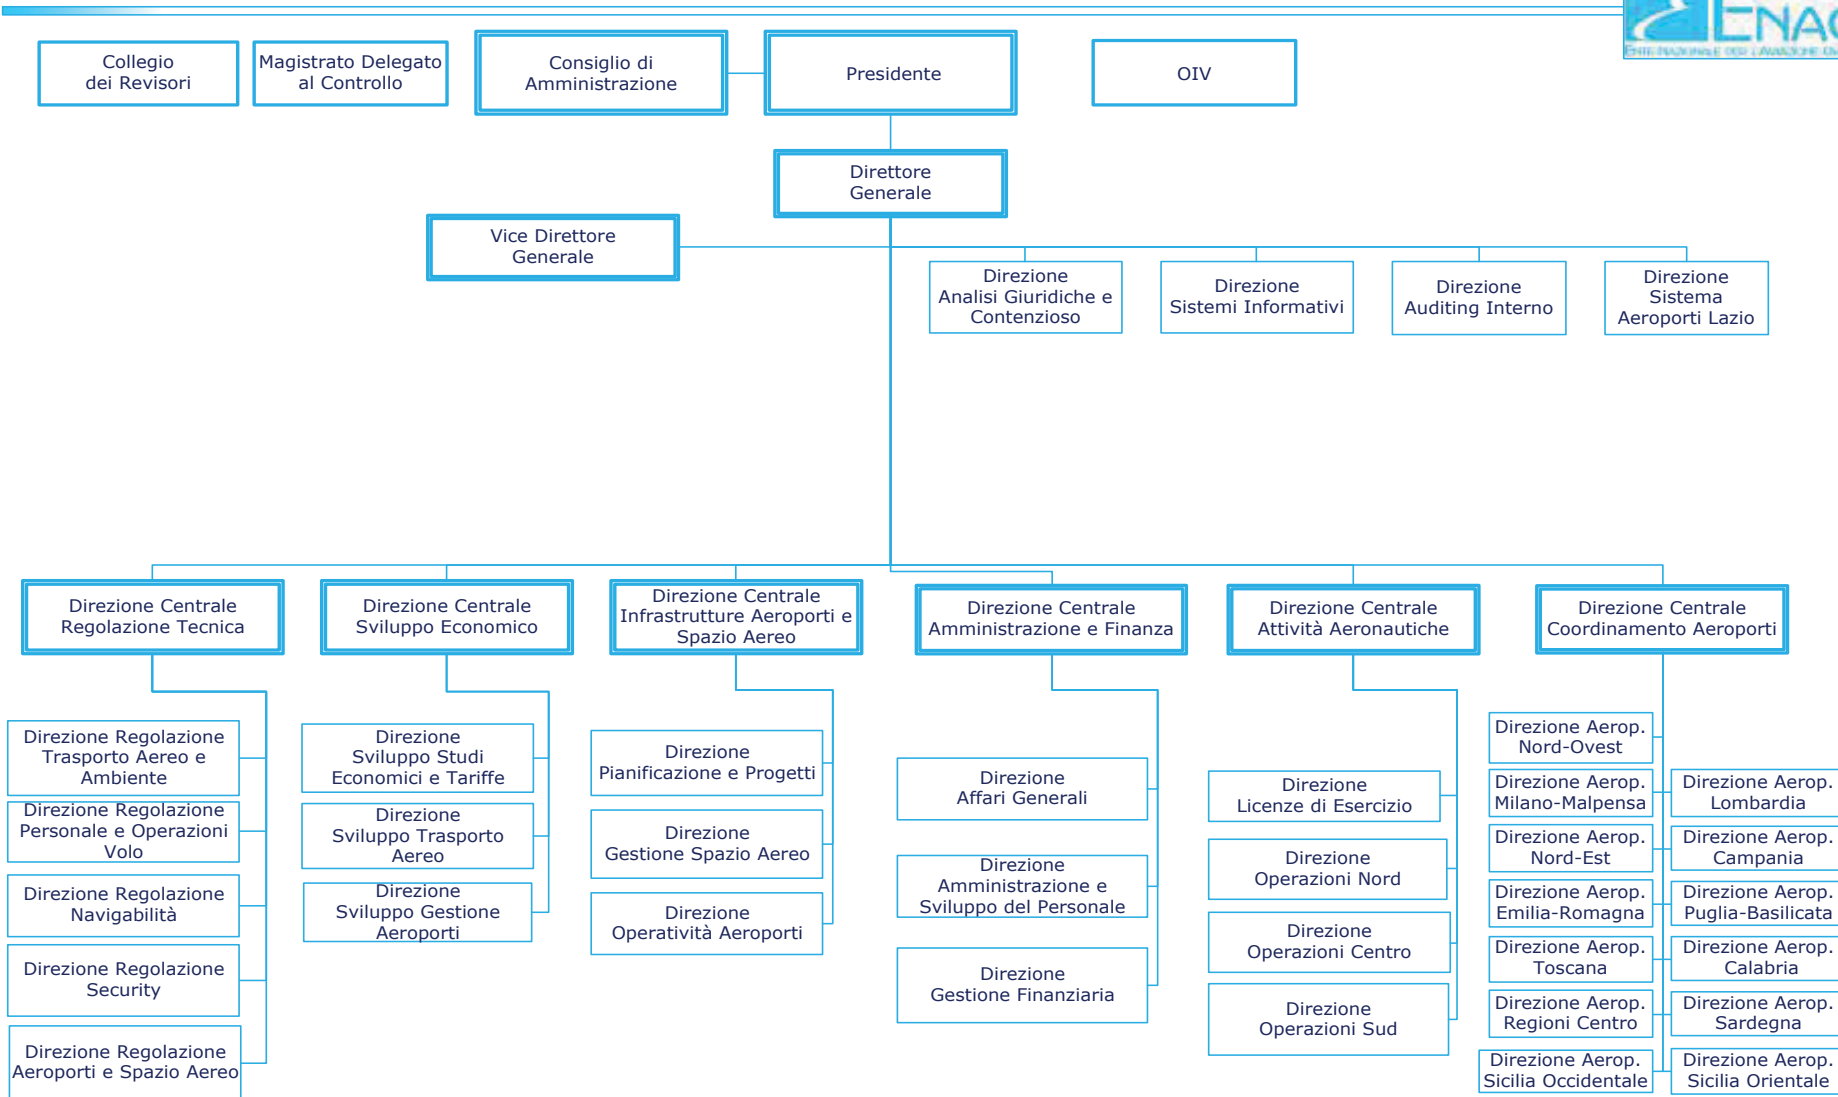 ENAC
ENTE NAZIONALE PER L'AVIAZIONE CI
Collegio
dei Revisori
Magistrato Delegato
al Controllo
Consiglio di
Amministrazione
Presidente
OIV
Direttore
Generale
Vice Direttore
Generale
Direzione
Analisi Giuridiche e
Contenzioso
Direzione
Sistemi Informativi
Direzione
Auditing Interno
Direzione
Sistema
Aeroporti Lazio
Direzione Centrale
Regolazione Tecnica
Direzione Centrale
Sviluppo Economico
Direzione Centrale
Infrastrutture Aeroporti e
Spazio Aereo
Direzione Centrale
Amministrazione e Finanza
Direzione Centrale
Attività Aeronautiche
Direzione Centrale
Coordinamento Aeroporti
Direzione Regolazione
Trasporto Aereo e
Ambiente
Direzione Regolazione
Personale e Operazioni
Volo
Direzione Regolazione
Navigabilità
Direzione Regolazione
Security
Direzione Regolazione
Aeroporti e Spazio Aereo
Direzione
Sviluppo Studi
Economici e Tariffe
Direzione
Sviluppo Trasporto
Aereo
Direzione
Sviluppo Gestione
Aeroporti
Direzione
Pianificazione e Progetti
Direzione
Gestione Spazio Aereo
Direzione
Operatività Aeroporti
Direzione
Affari Generali
Direzione
Amministrazione e
Sviluppo del Personale
Direzione
Gestione Finanziaria
Direzione
Licenze di Esercizio
Direzione
Operazioni Nord
Direzione
Operazioni Centro
Direzione
Operazioni Sud
Direzione Aerop.
Nord-Ovest
Direzione Aerop.
Milano-Malpensa
Direzione Aerop.
Lombardia
Direzione Aerop.
Nord-Est
Direzione Aerop.
Campania
Direzione Aerop.
Emilia-Romagna
Direzione Aerop.
Puglia-Basilicata
Direzione Aerop.
Toscana
Direzione Aerop.
Calabria
Direzione Aerop.
Regioni Centro
Direzione Aerop.
Sardegna
Direzione Aerop.
Sicilia Occidentale
Direzione Aerop.
Sicilia Orientale